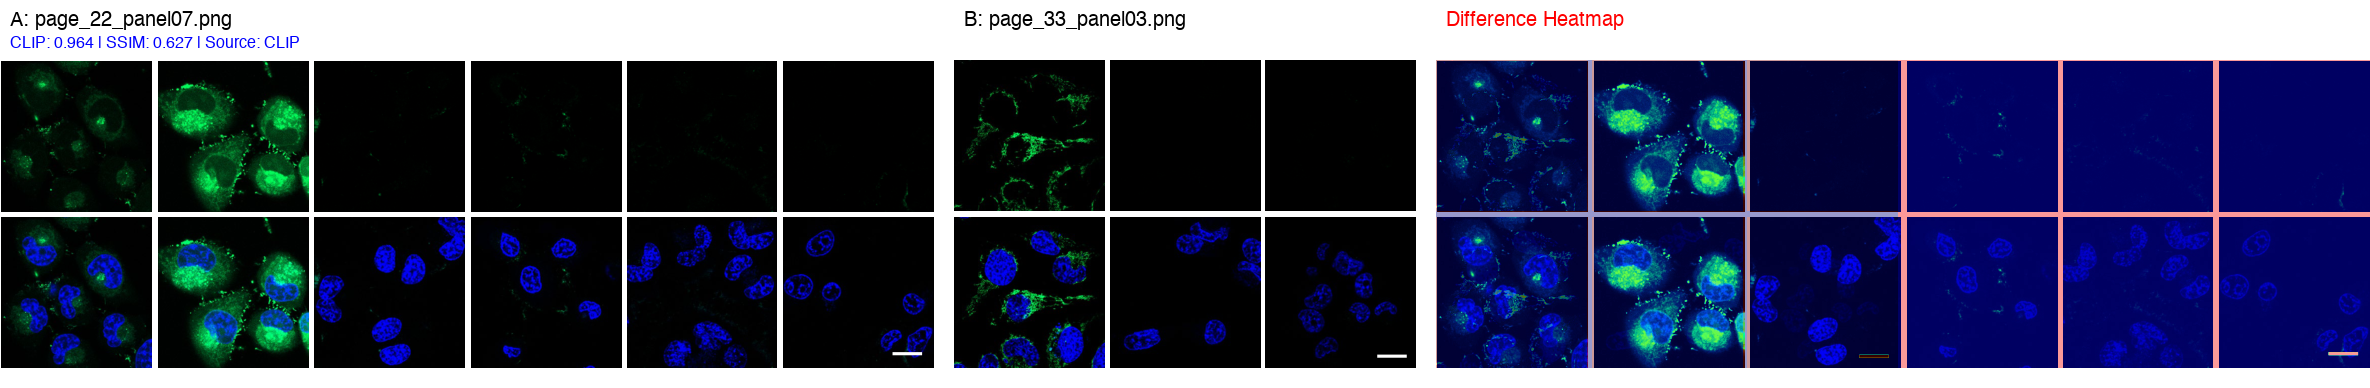 A: page_22_panel07.png
CLIP: 0.964 | SSIM: 0.627 | Source: CLIP
B: page_33_panel03.png
Difference Heatmap